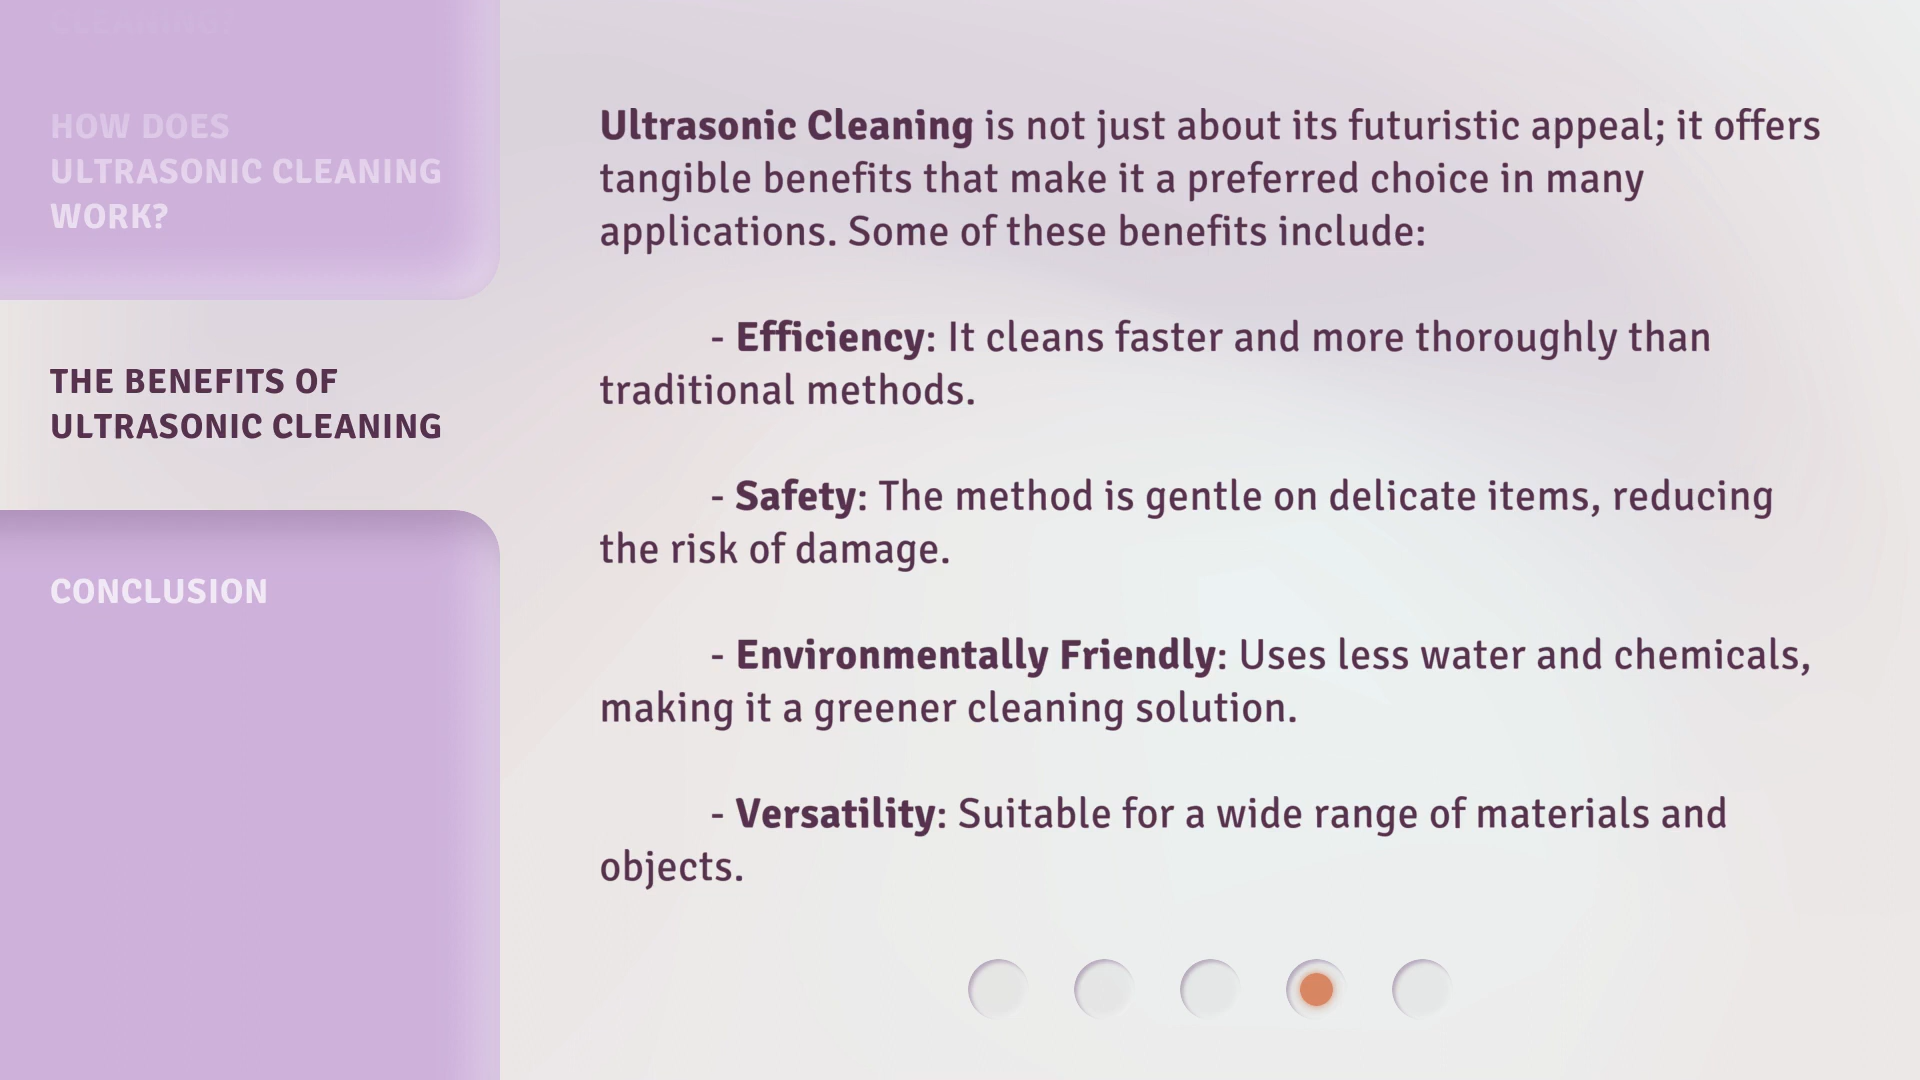 CLEANING?
HOW DOES
ULTRASONIC CLEANING
WORK?
THE BENEFITS OF
ULTRASONIC CLEANING
CONCLUSION
Ultrasonic Cleaning is not just about its futuristic appeal; it offers
tangible benefits that make it a preferred choice in many
applications. Some of these benefits include:
- Efficiency: It cleans faster and more thoroughly than
traditional methods.
- Safety: The method is gentle on delicate items, reducing
the risk of damage.
- Environmentally Friendly: Uses less water and chemicals,
making it a greener cleaning solution.
- Versatility: Suitable for a wide range of materials and
objects.